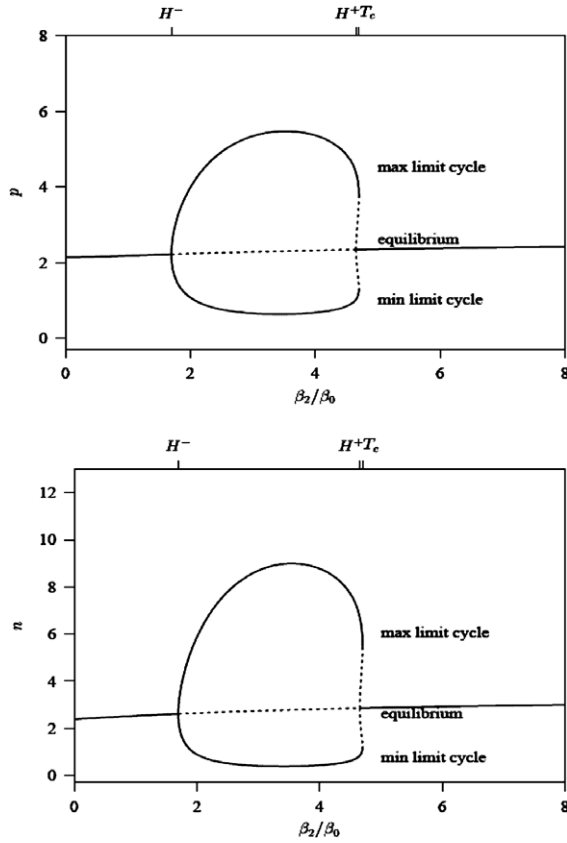 H⁻ H⁺T_c
8
6
max limit cycle
4
p
equilibrium
2
min limit cycle
0
0 2 4 6 8
β₂/β₀
H⁻ H⁺T_c
12
10
8
n
6
max limit cycle
4
equilibrium
2
min limit cycle
0
0 2 4 6 8
β₂/β₀